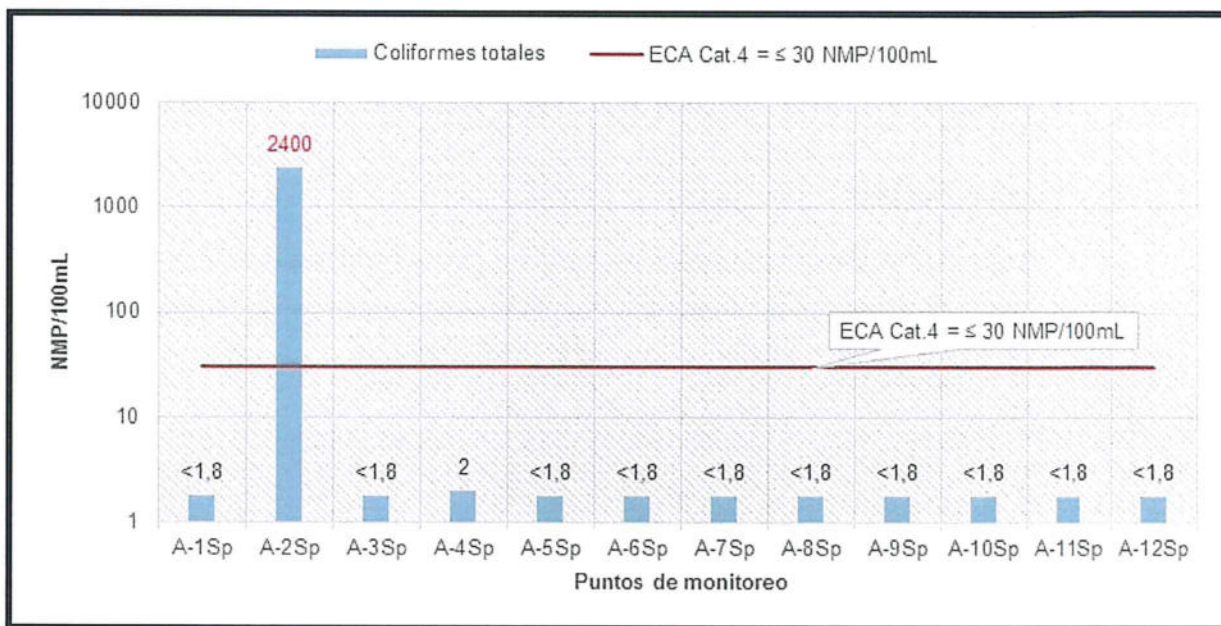 Coliformes totales ECA Cat.4 = ≤ 30 NMP/100mL
10000
2400
1000
100
ECA Cat.4 = ≤ 30 NMP/100mL
NMP/100mL
10
<1,8 <1,8 2 <1,8 <1,8 <1,8 <1,8 <1,8 <1,8 <1,8 <1,8
1
A-1Sp A-2Sp A-3Sp A-4Sp A-5Sp A-6Sp A-7Sp A-8Sp A-9Sp A-10Sp A-11Sp A-12Sp
Puntos de monitoreo